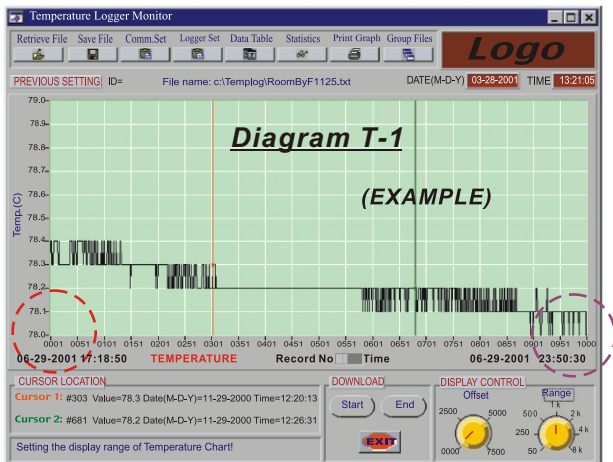 Temperature Logger Monitor
Retrieve File Save File Comm.Set Logger Set Data Table Statistics Print Graph Group Files
Logo
PREVIOUS SETTING ID= File name: c:\Templog\RoomByF1125.txt DATE(M-D-Y) 03-28-2001 TIME 13:21:05
79.0
78.9
78.8
78.7
78.6
78.5
78.4
78.3
78.2
78.1
78.0
Temp.(C)
Diagram T-1
(EXAMPLE)
0001 0051 0101 0151 0201 0251 0301 0351 0401 0451 0501 0551 0601 0651 0701 0751 0801 0851 0901 0951 1000
06-29-2001 17:18:50 TEMPERATURE Record No Time 06-29-2001 23:50:30
CURSOR LOCATION
Cursor 1: #303 Value=78,3 Date(M-D-Y)=11-29-2000 Time=12:20:13
Cursor 2: #681 Value=78,2 Date(M-D-Y)=11-29-2000 Time=12:26:31
Setting the display range of Temperature Chart!
DOWNLOAD
Start End
EXIT
DISPLAY CONTROL
Offset Range
2500 5000 500 1 k 2 k
250 4 k
0000 7500 50 8 k